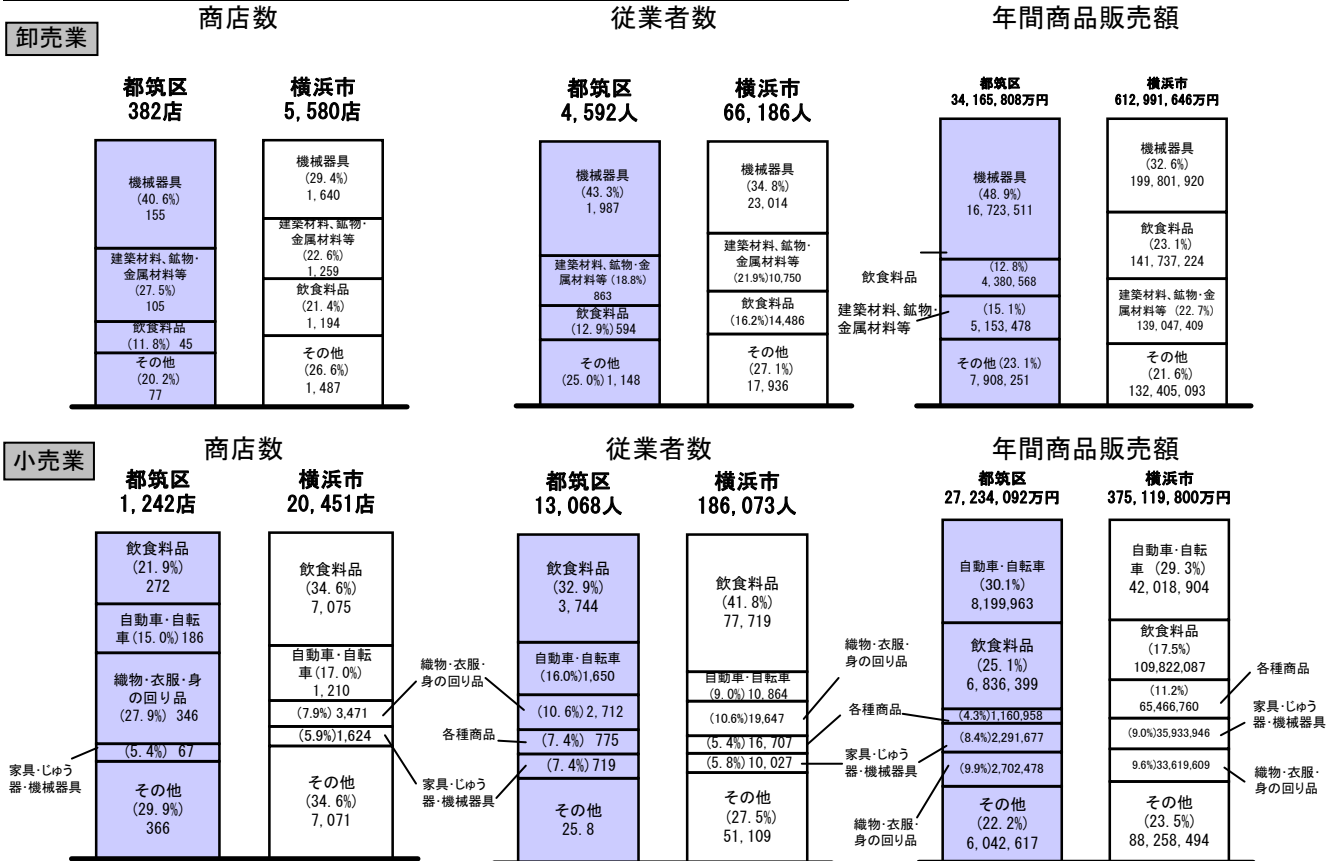 商店数
従業者数
年間商品販売額
卸売業
都筑区
382店
機械器具
(40.6%)
155
建築材料、鉱物・
金属材料等
(27.5%)
105
飲食料品
(11.8%) 45
その他
(20.2%)
77
横浜市
5,580店
機械器具
(29.4%)
1,640
建築材料、鉱物・
金属材料等
(22.6%)
1,259
飲食料品
(21.4%)
1,194
その他
(26.6%)
1,487
都筑区
4,592人
機械器具
(43.3%)
1,987
建築材料、鉱物・金
属材料等 (18.8%)
863
飲食料品
(12.9%) 594
その他
(25.0%) 1,148
横浜市
66,186人
機械器具
(34.8%)
23,014
建築材料、鉱物・
金属材料等
(21.9%)10,750
飲食料品
(16.2%)14,486
その他
(27.1%)
17,936
都筑区
34,165,808万円
機械器具
(48.9%)
16,723,511
飲食料品
(12.8%)
4,380,568
建築材料、鉱物・
金属材料等
(15.1%)
5,153,478
その他(23.1%)
7,908,251
横浜市
612,991,646万円
機械器具
(32.6%)
199,801,920
飲食料品
(23.1%)
141,737,224
建築材料、鉱物・金
属材料等 (22.7%)
139,047,409
その他
(21.6%)
132,405,093
小売業
商店数
従業者数
年間商品販売額
都筑区
1,242店
飲食料品
(21.9%)
272
自動車・自転
車(15.0%)186
織物・衣服・身
の回り品
(27.9%) 346
(5.4%) 67
家具・じゅう
器・機械器具
その他
(29.9%)
366
横浜市
20,451店
飲食料品
(34.6%)
7,075
自動車・自転
車(17.0%)
1,210
(7.9%) 3,471
(5.9%)1,624
その他
(34.6%)
7,071
織物・衣服・
身の回り品
各種商品
家具・じゅう
器・機械器具
都筑区
13,068人
飲食料品
(32.9%)
3,744
自動車・自転車
(16.0%)1,650
(10.6%)2,712
(7.4%) 775
(7.4%)719
その他
25.8
横浜市
186,073人
飲食料品
(41.8%)
77,719
自動車・自転車
(9.0%)10,864
(10.6%)19,647
(5.4%)16,707
(5.8%)10,027
その他
(27.5%)
51,109
織物・衣服・
身の回り品
各種商品
家具・じゅう
器・機械器具
織物・衣服・
身の回り品
都筑区
27,234,092万円
自動車・自転車
(30.1%)
8,199,963
飲食料品
(25.1%)
6,836,399
(4.3%)1,160,958
(8.4%)2,291,677
(9.9%)2,702,478
その他
(22.2%)
6,042,617
横浜市
375,119,800万円
自動車・自転
車 (29.3%)
42,018,904
飲食料品
(17.5%)
109,822,087
(11.2%)
65,466,760
(9.0%)35,933,946
9.6%)33,619,609
その他
(23.5%)
88,258,494
各種商品
家具・じゅう
器・機械器具
織物・衣服・
身の回り品